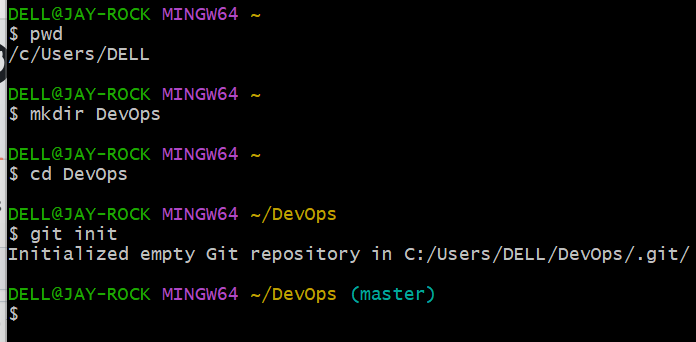 DELL@JAY-ROCK MINGW64 ~
$ pwd
/c/Users/DELL
DELL@JAY-ROCK MINGW64 ~
$ mkdir DevOps
DELL@JAY-ROCK MINGW64 ~
$ cd DevOps
DELL@JAY-ROCK MINGW64 ~/DevOps
$ git init
Initialized empty Git repository in C:/Users/DELL/DevOps/.git/
DELL@JAY-ROCK MINGW64 ~/DevOps (master)
$